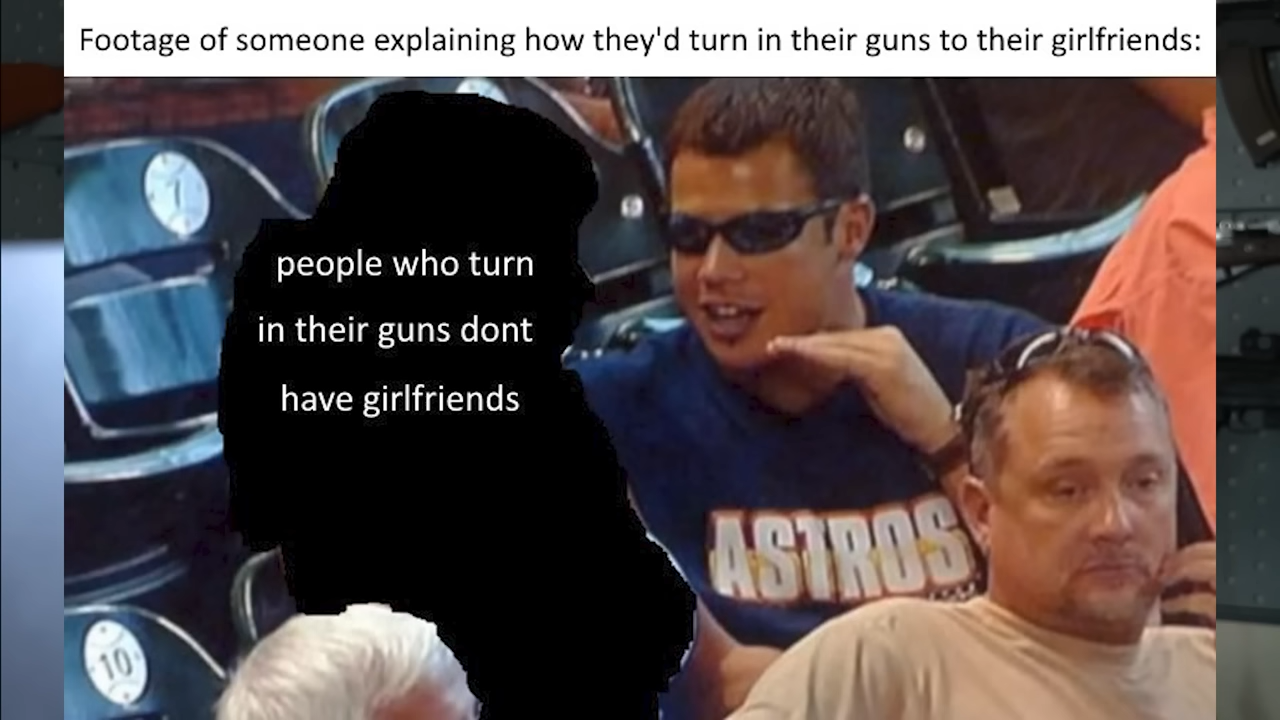 Footage of someone explaining how they'd turn in their guns to their girlfriends:
people who turn
in their guns dont
have girlfriends
7
ASTROS
10